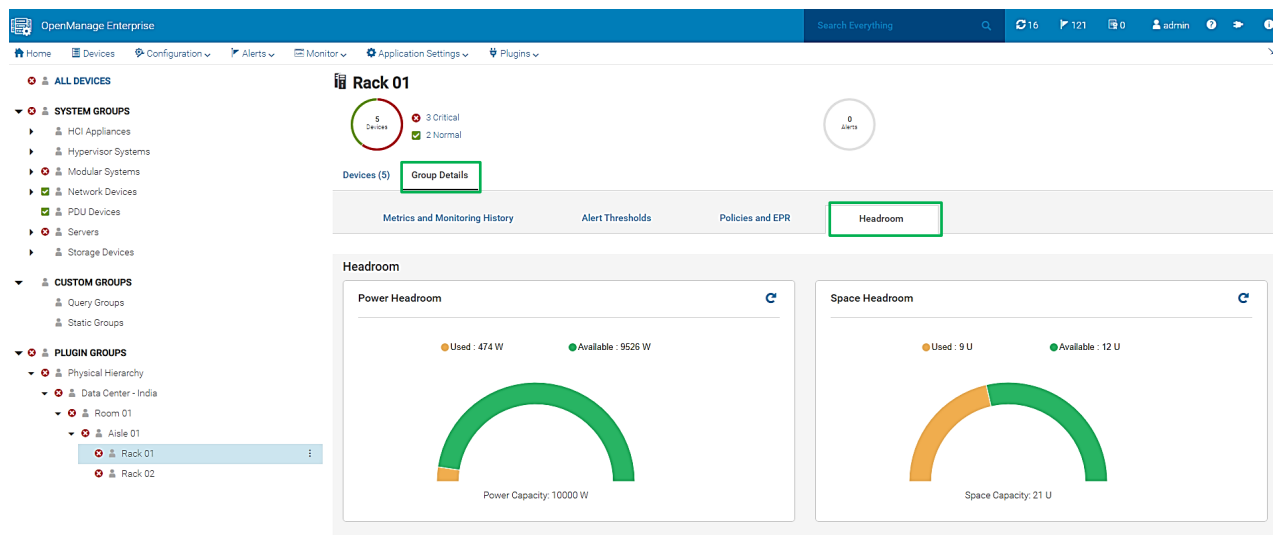 OpenManage Enterprise
Search Everything
16
121
0
admin
Home
Devices
Configuration
Alerts
Monitor
Application Settings
Plugins
ALL DEVICES
SYSTEM GROUPS
HCI Appliances
Hypervisor Systems
Modular Systems
Network Devices
PDU Devices
Servers
Storage Devices
CUSTOM GROUPS
Query Groups
Static Groups
PLUGIN GROUPS
Physical Hierarchy
Data Center - India
Room 01
Aisle 01
Rack 01
Rack 02
Rack 01
5
Devices
3 Critical
2 Normal
0
Alerts
Devices (5)
Group Details
Metrics and Monitoring History
Alert Thresholds
Policies and EPR
Headroom
Headroom
Power Headroom
Used : 474 W
Available : 9526 W
Power Capacity: 10000 W
Space Headroom
Used : 9 U
Available : 12 U
Space Capacity: 21 U